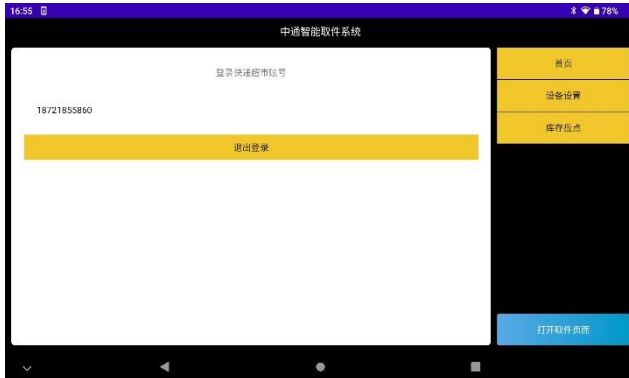 16:55
78%
中通智能取件系统
登录快递超市账号
18721855860
退出登录
首页
设备设置
库存盘点
打开取件页面